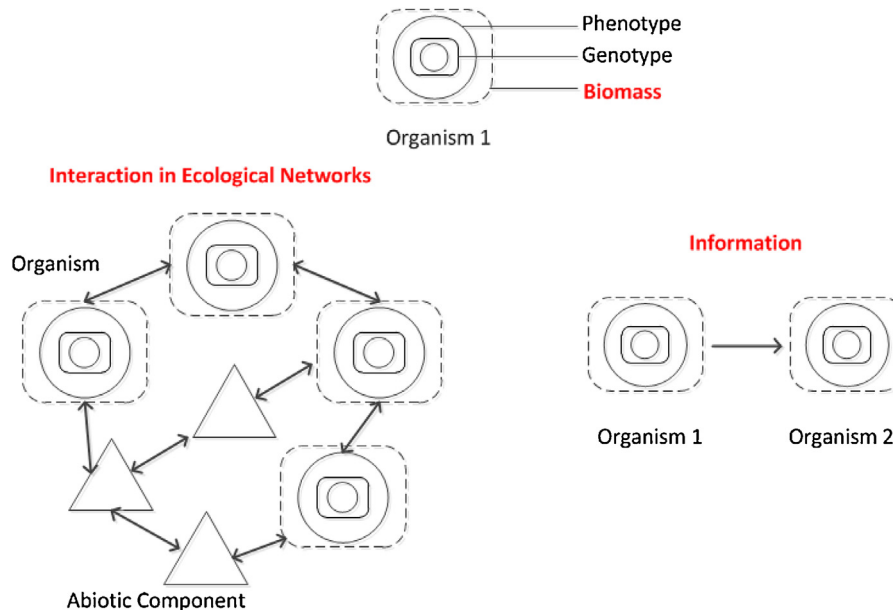 Phenotype
Genotype
Biomass
Organism 1
Interaction in Ecological Networks
Information
Organism
Organism 1
Organism 2
Abiotic Component